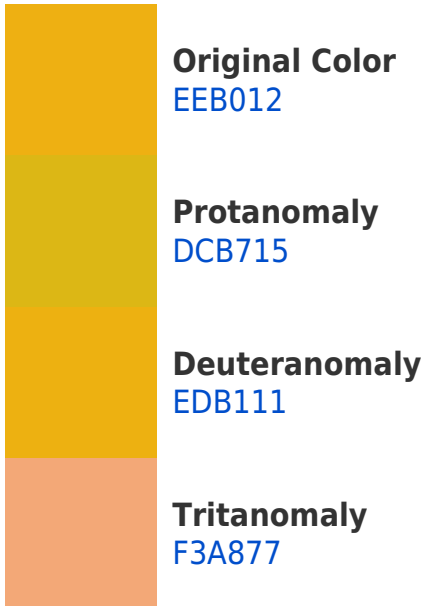 Original Color
EEB012
Protanomaly
DCB715
Deuteranomaly
EDB111
Tritanomaly
F3A877